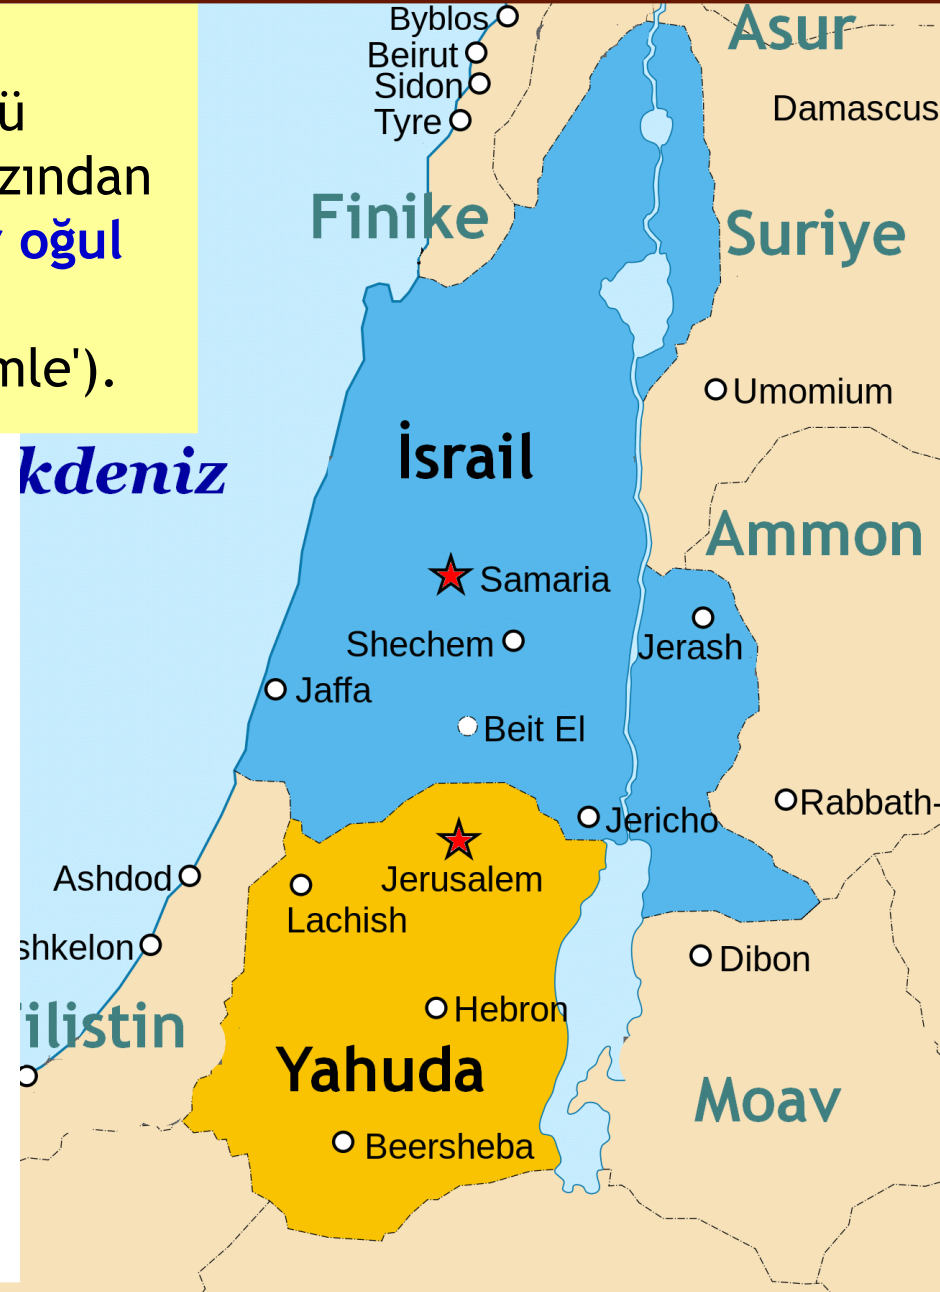 ü
zından
oğul
mle').
Byblos
Beirut
Sidon
Tyre
Asur
Damascus
Finike
Suriye
Umomium
kdeniz
İsrail
Ammon
Samaria
Shechem
Jerash
Jaffa
Beit El
Jericho
Rabbath-
Ashdod
Jerusalem
Lachish
shkelon
Dibon
Hebron
ilistin
Yahuda
Moav
Beersheba